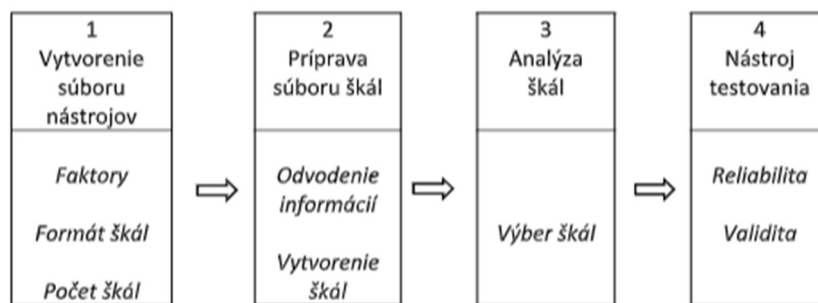 1
Vytvorenie
súboru
nástrojov
Faktory
Formát škál
Počet škál
2
Príprava
súboru škál
Odvodenie
informácií
Vytvorenie
škál
3
Analýza
škál
Výber škál
4
Nástroj
testovania
Reliabilita
Validita